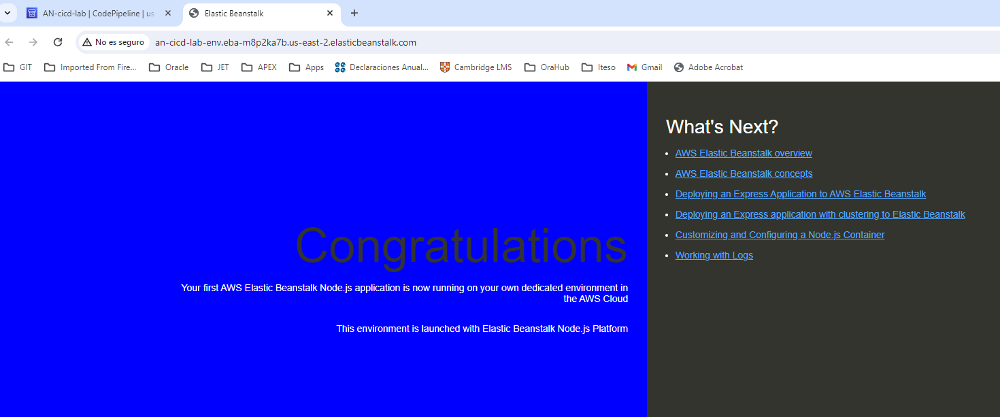 AN-cicd-lab | CodePipeline | us-
Elastic Beanstalk
No es seguro
an-cicd-lab-env.eba-m8p2ka7b.us-east-2.elasticbeanstalk.com
GIT
Imported From Fire...
Oracle
JET
APEX
Apps
Declaraciones Anual...
Cambridge LMS
OraHub
Iteso
Gmail
Adobe Acrobat
Congratulations
Your first AWS Elastic Beanstalk Node.js application is now running on your own dedicated environment in
the AWS Cloud
This environment is launched with Elastic Beanstalk Node.js Platform
What's Next?
AWS Elastic Beanstalk overview
AWS Elastic Beanstalk concepts
Deploying an Express Application to AWS Elastic Beanstalk
Deploying an Express application with clustering to Elastic Beanstalk
Customizing and Configuring a Node.js Container
Working with Logs